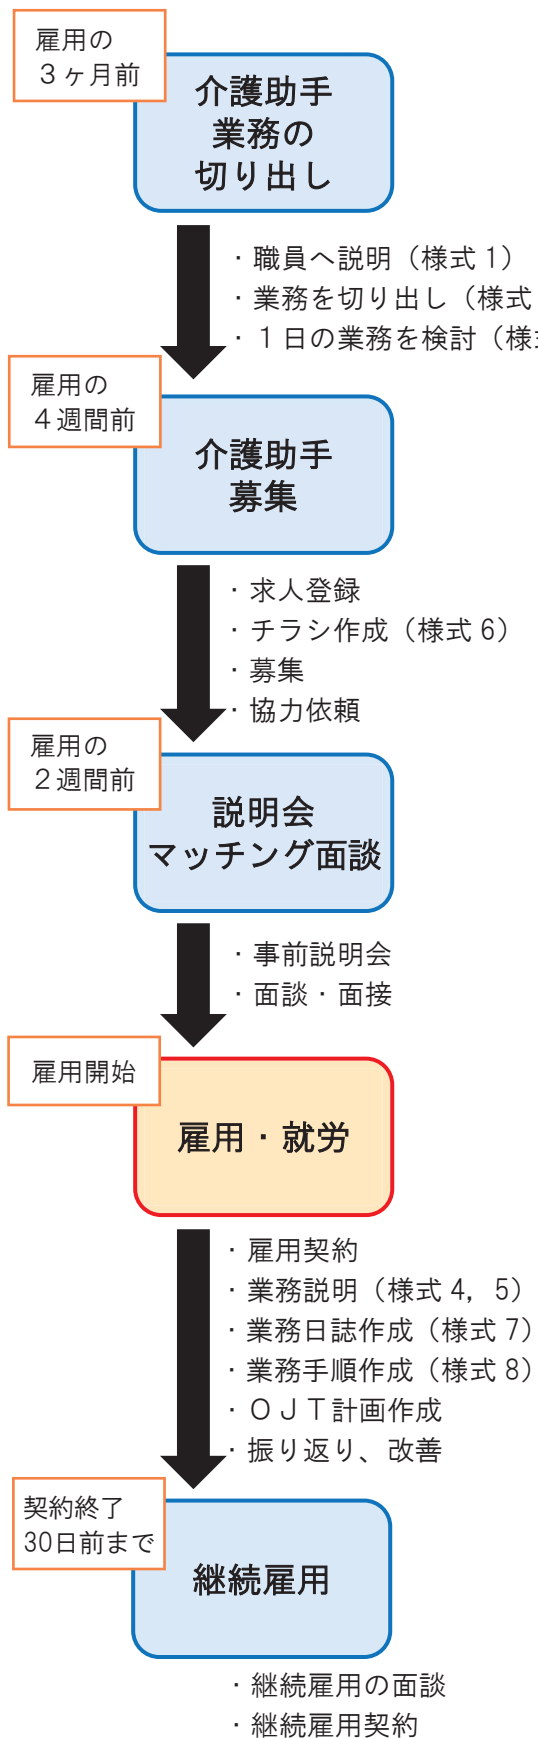 雇用の
３ヶ月前
介護助手
業務の
切り出し
・職員へ説明（様式 1）
・業務を切り出し（様式
・１日の業務を検討（様
雇用の
４週間前
介護助手
募集
・求人登録
・チラシ作成（様式 6）
・募集
・協力依頼
雇用の
２週間前
説明会
マッチング面談
・事前説明会
・面談・面接
雇用開始
雇用・就労
・雇用契約
・業務説明（様式 4，5）
・業務日誌作成（様式 7）
・業務手順作成（様式 8）
・ＯＪＴ計画作成
・振り返り、改善
契約終了
30日前まで
継続雇用
・継続雇用の面談
・継続雇用契約